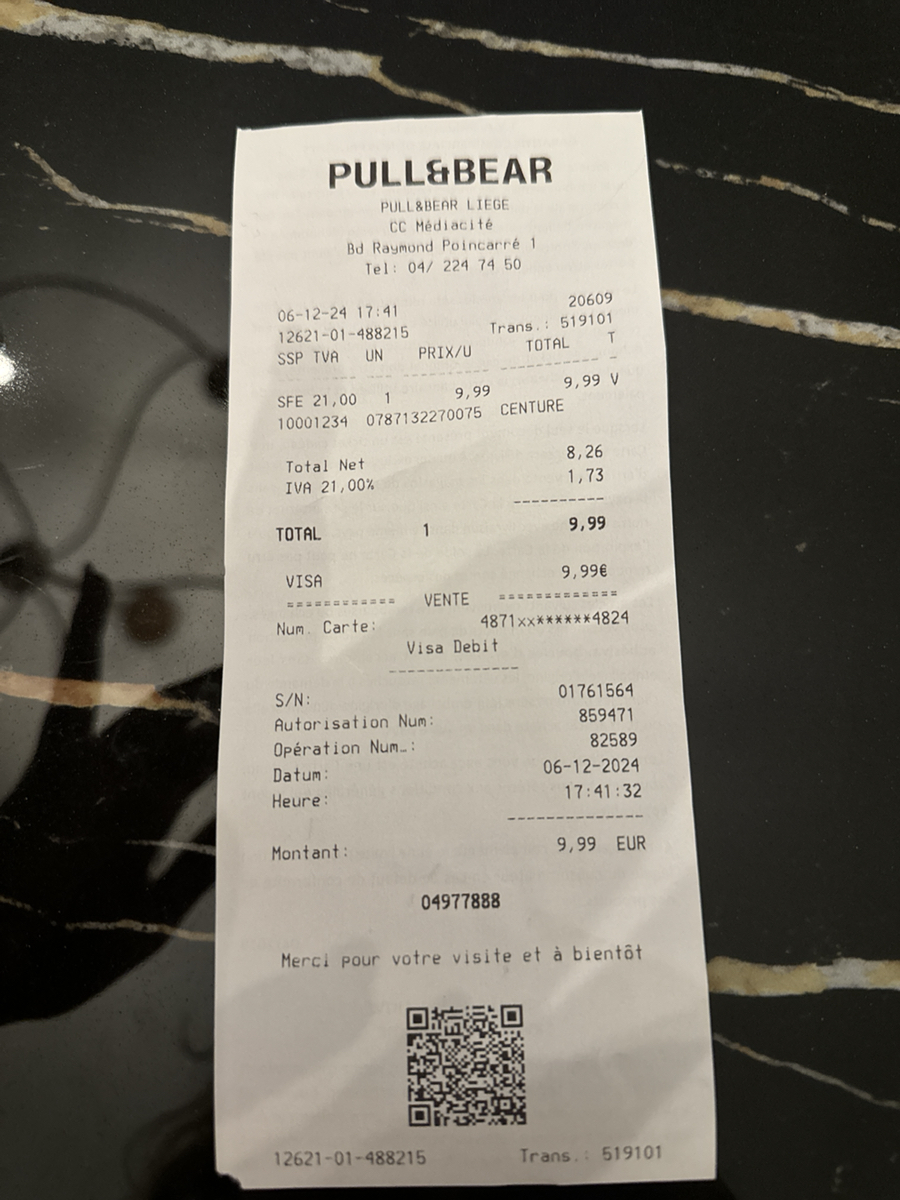 PULL&BEAR
PULL&BEAR LIEGE
CC Médiacité
Bd Raymond Poincarré 1
Tel: 04/ 224 74 50
06-12-24 17:41 20609
12621-01-488215 Trans.: 519101
SSP TVA UN PRIX/U TOTAL T
SFE 21,00 1 9,99 9,99 V
10001234 0787132270075 CENTURE
Total Net 8,26
IVA 21,00% 1,73
TOTAL 1 9,99
VISA 9,99€
============ VENTE =============
Num. Carte: 4871xx******4824
Visa Debit
S/N: 01761564
Autorisation Num: 859471
Opération Num_: 82589
Datum: 06-12-2024
Heure: 17:41:32
Montant: 9,99 EUR
04977888
Merci pour votre visite et à bientôt
12621-01-488215 Trans.: 519101